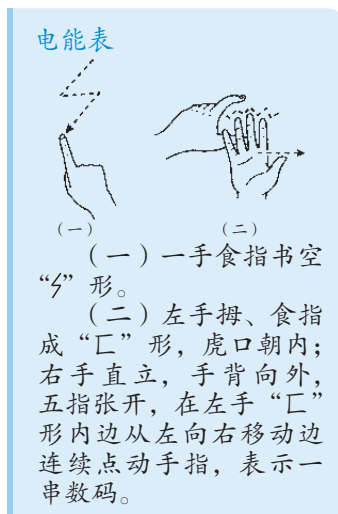 电能表
（一）
（二）
（一）一手食指书空
“ϟ”形。
（二）左手拇、食指
成“匚”形，虎口朝内；
右手直立，手背向外，
五指张开，在左手“匚”
形内边从左向右移动边
连续点动手指，表示一
串数码。